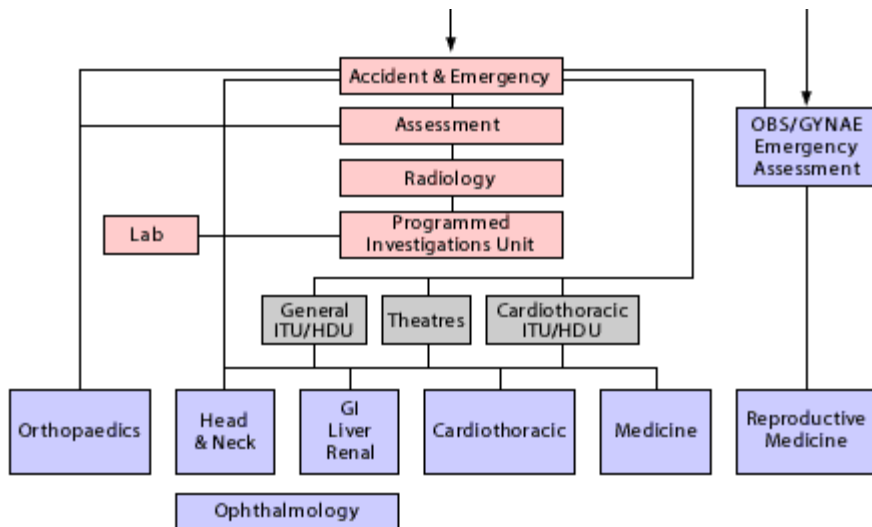 Accident & Emergency
Assessment
OBS/GYNAE
Emergency
Assessment
Radiology
Lab
Programmed
Investigations Unit
General
ITU/HDU
Theatres
Cardiothoracic
ITU/HDU
Orthopaedics
Head
& Neck
GI
Liver
Renal
Cardiothoracic
Medicine
Reproductive
Medicine
Ophthalmology